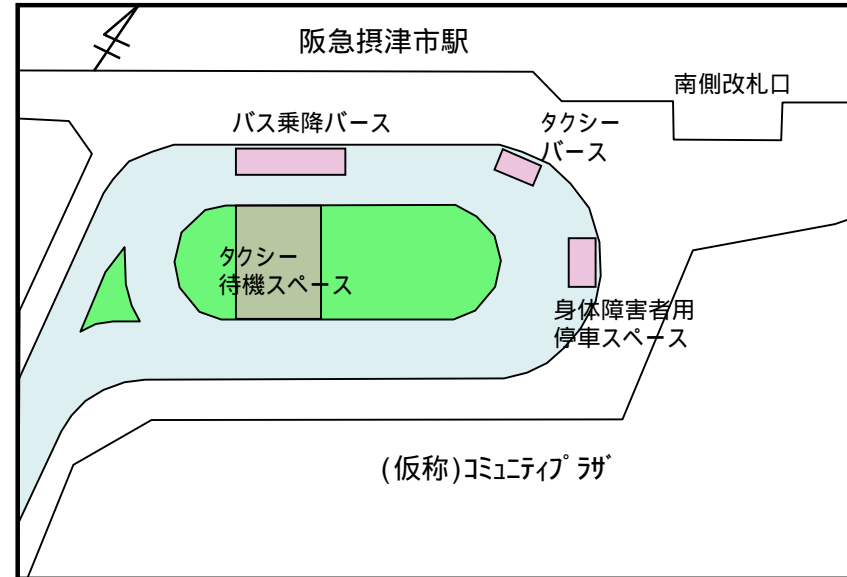 阪急摂津市駅
南側改札口
バス乗降バース
タクシー
バース
タクシー
待機スペース
身体障害者用
停車スペース
(仮称)ｺﾐｭﾆﾃｨﾌﾟﾗｻﾞ